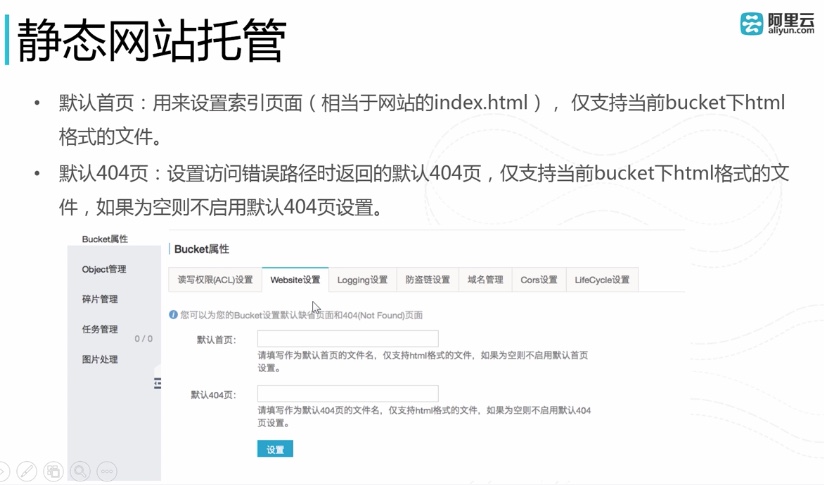 静态网站托管
阿里云
aliyun.com
• 默认首页：用来设置索引页面（相当于网站的index.html），仅支持当前bucket下html
格式的文件。
• 默认404页：设置访问错误路径时返回的默认404页，仅支持当前bucket下html格式的文
件，如果为空则不启用默认404页设置。
Bucket属性
Object管理
碎片管理
任务管理
0 / 0
图片处理
Bucket属性
读写权限(ACL)设置 Website设置 Logging设置 防盗链设置 域名管理 Cors设置 LifeCycle设置
您可以为您的Bucket设置默认缺省页面和404(Not Found)页面
默认首页：
请填写作为默认首页的文件名，仅支持html格式的文件，如果为空则不启用默认首页
设置。
默认404页：
请填写作为默认404页的文件名，仅支持html格式的文件，如果为空则不启用默认404
页设置。
设置